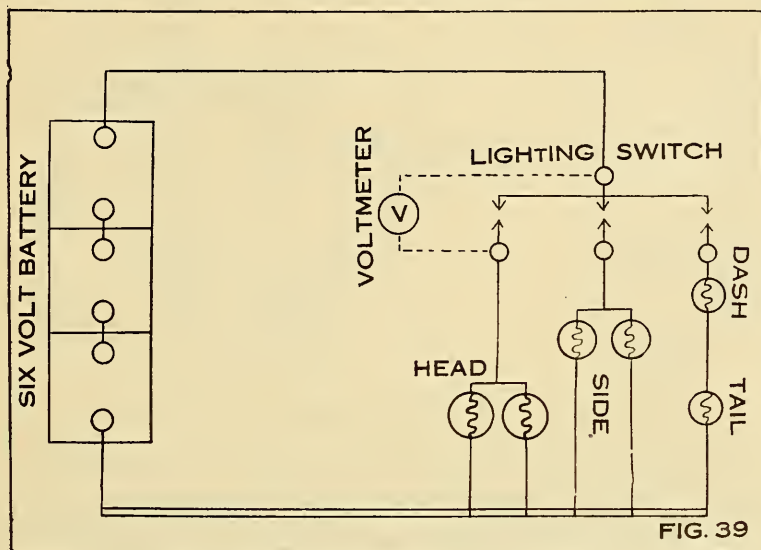 SIX VOLT BATTERY
VOLTMETER
V
LIGHTING SWITCH
HEAD
SIDE.
DASH
TAIL
FIG. 39